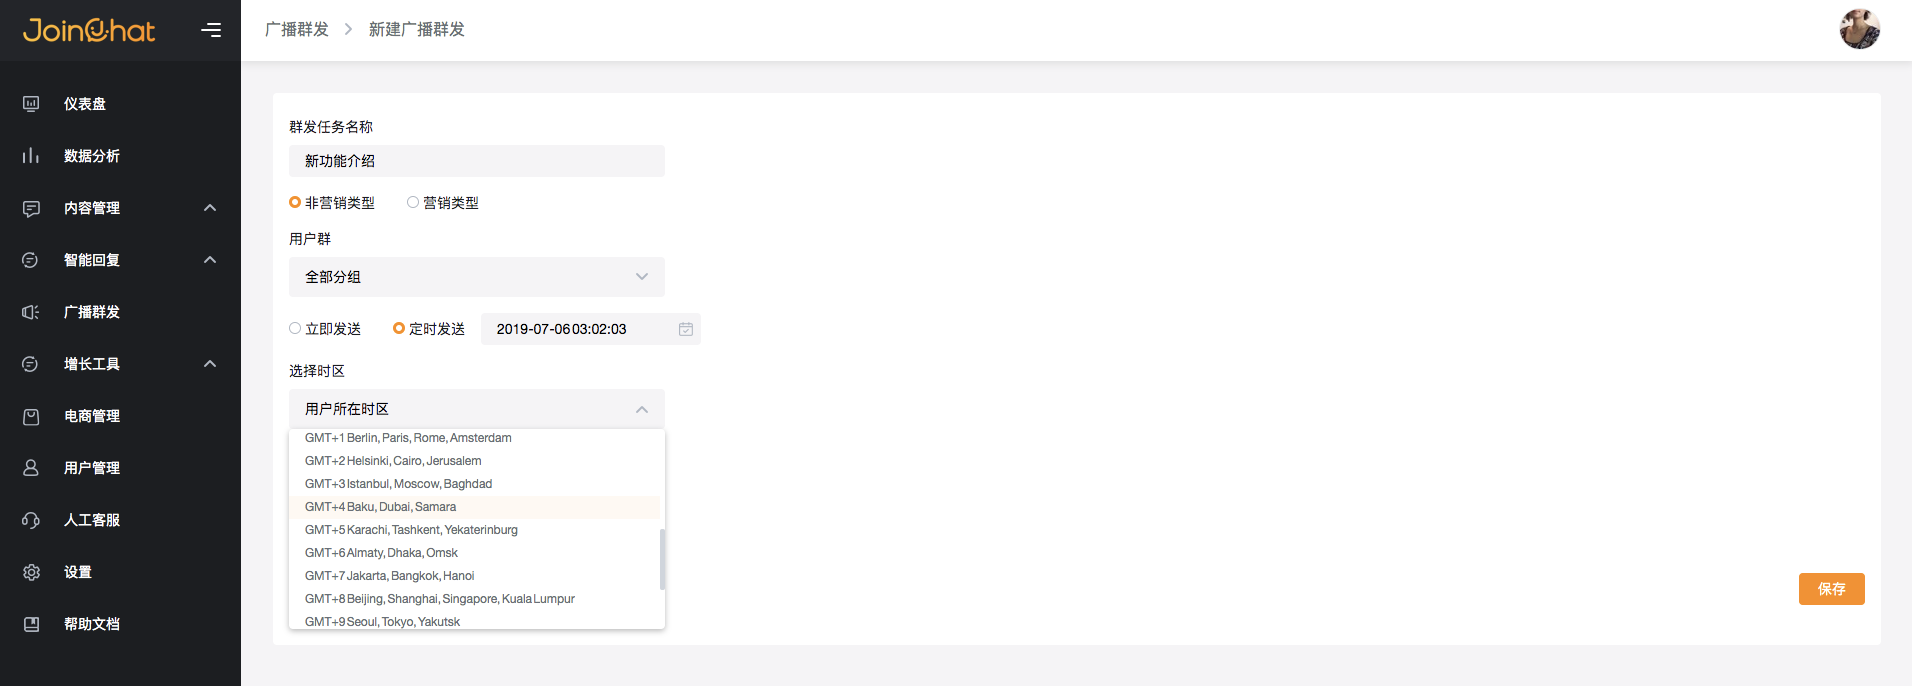 JoinChat
广播群发 > 新建广播群发
仪表盘
数据分析
内容管理
智能回复
广播群发
增长工具
电商管理
用户管理
人工客服
设置
帮助文档
群发任务名称
新功能介绍
非营销类型 营销类型
用户群
全部分组
立即发送 定时发送 2019-07-06 03:02:03
选择时区
用户所在时区
GMT+1 Berlin, Paris, Rome, Amsterdam
GMT+2 Helsinki, Cairo, Jerusalem
GMT+3 Istanbul, Moscow, Baghdad
GMT+4 Baku, Dubai, Samara
GMT+5 Karachi, Tashkent, Yekaterinburg
GMT+6 Almaty, Dhaka, Omsk
GMT+7 Jakarta, Bangkok, Hanoi
GMT+8 Beijing, Shanghai, Singapore, Kuala Lumpur
GMT+9 Seoul, Tokyo, Yakutsk
保存